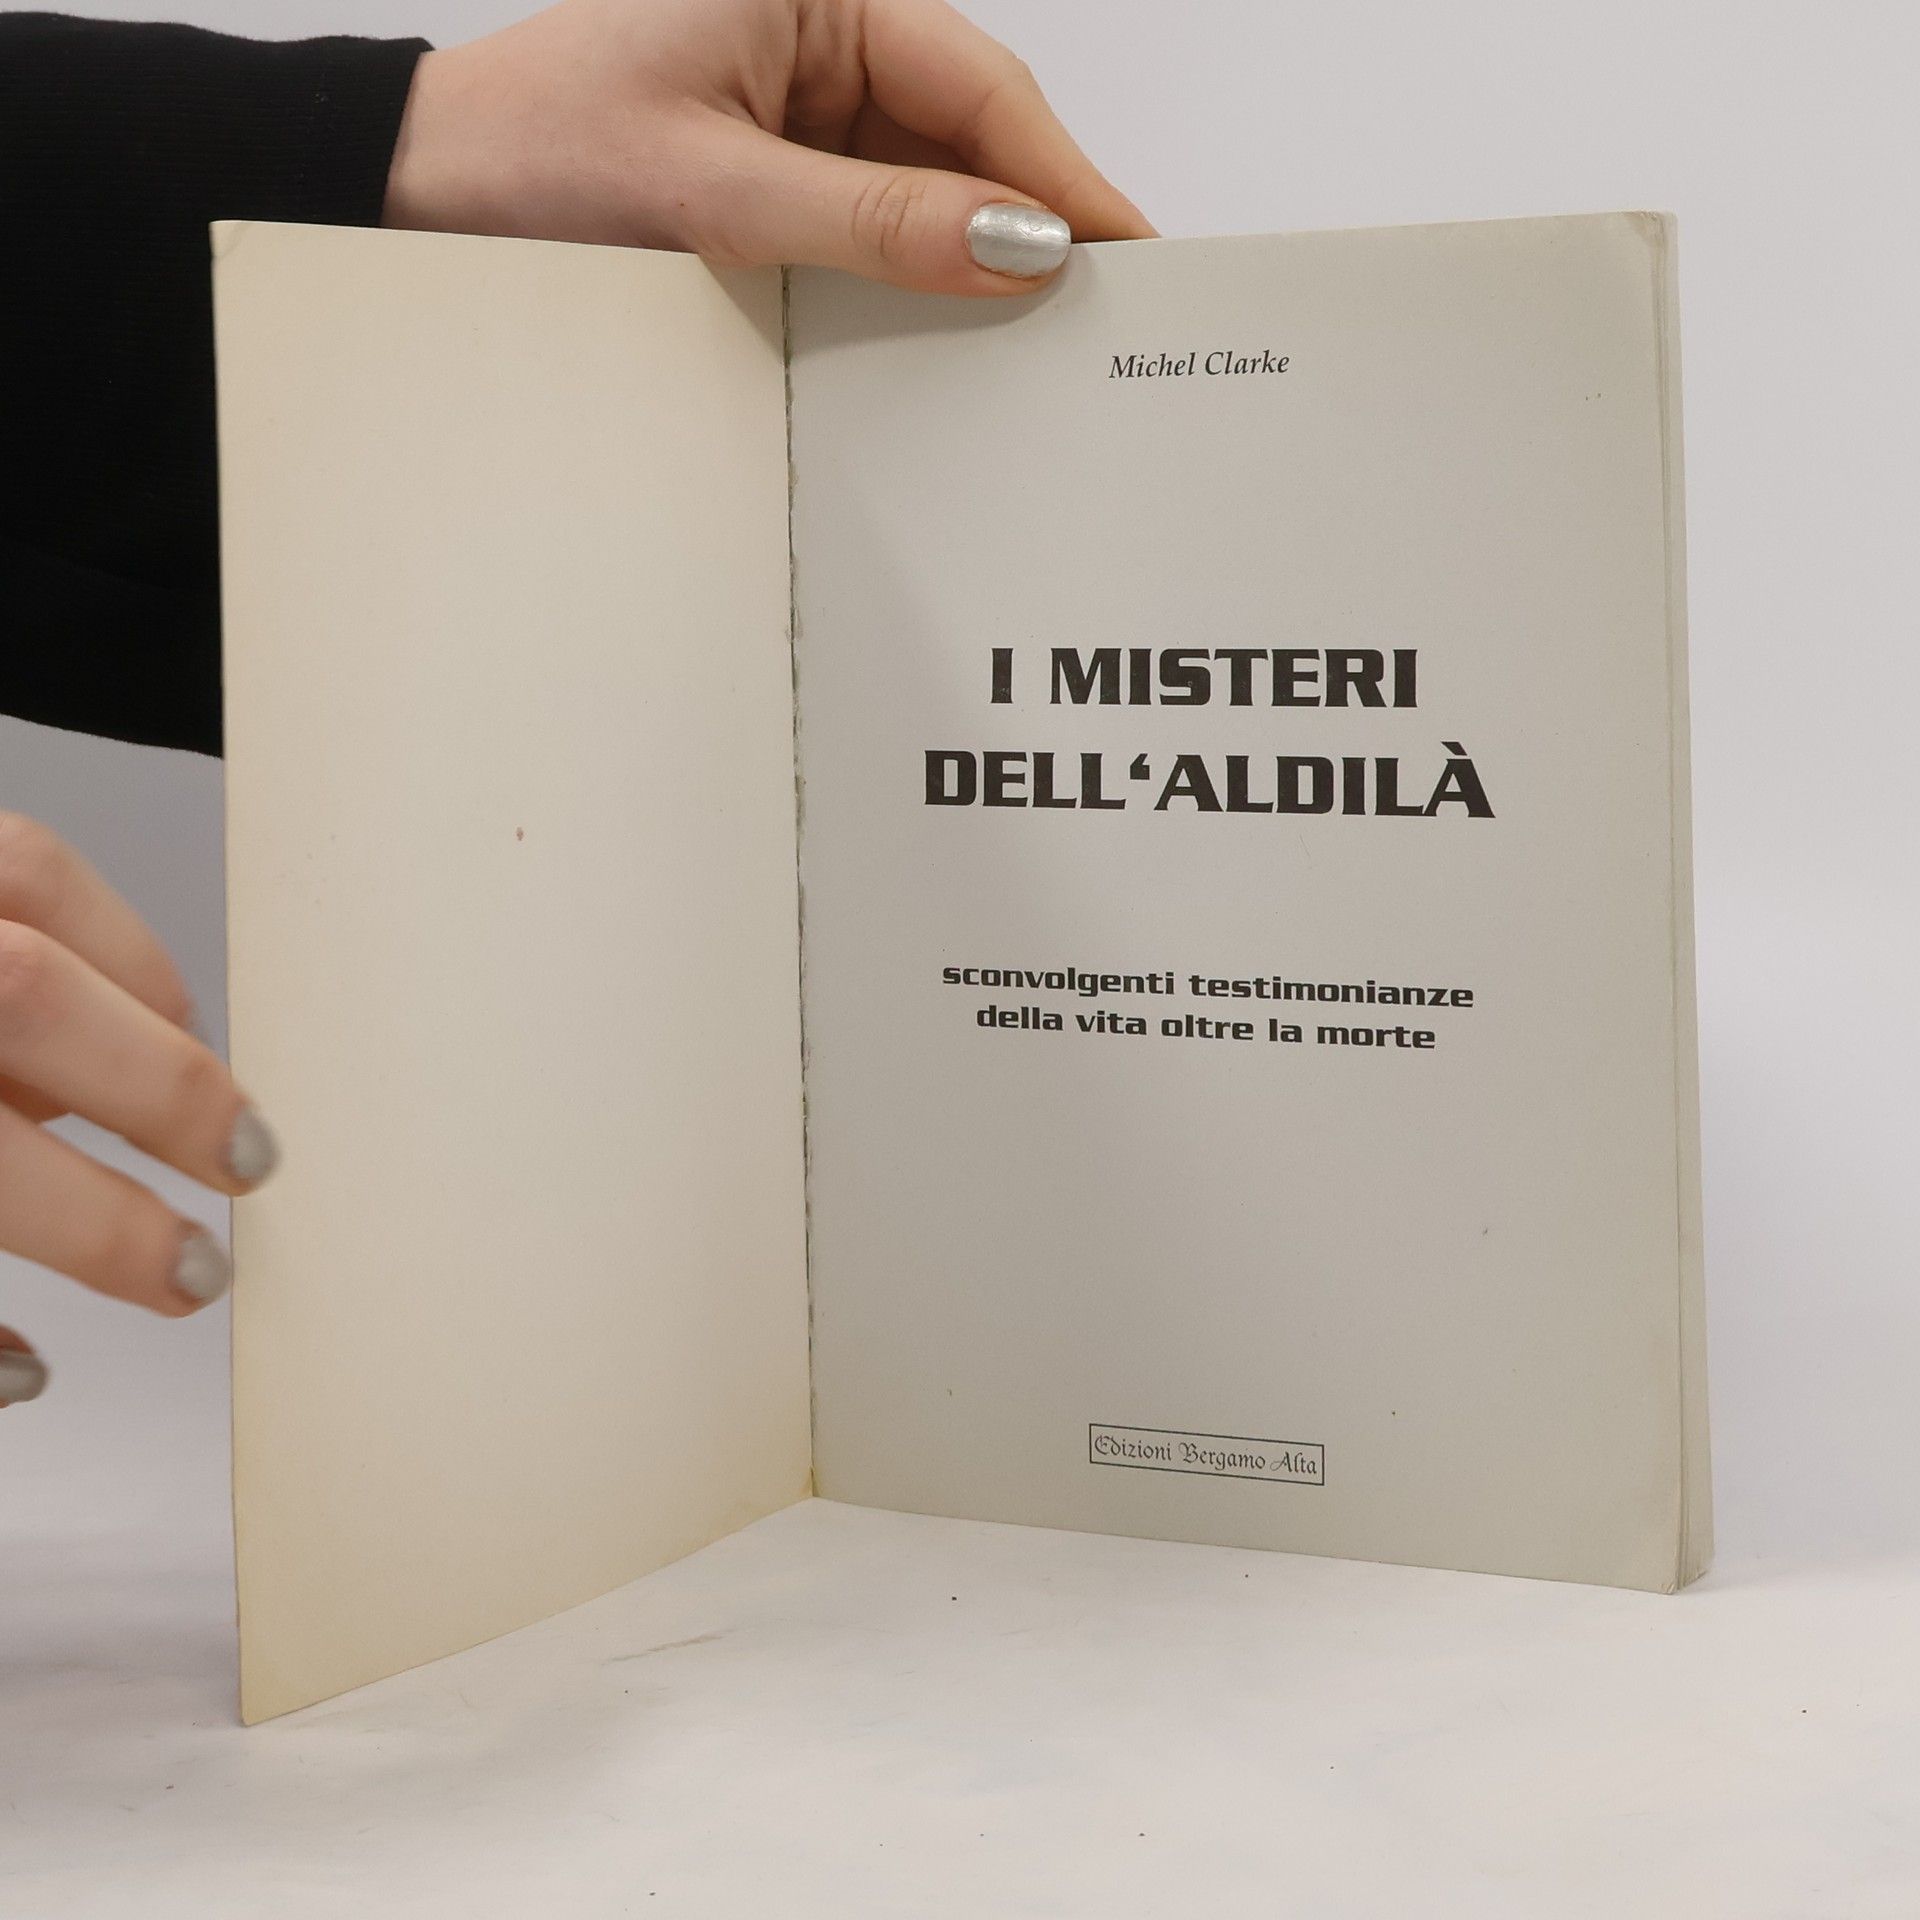 Michel Clarke
I MISTERI
DELL‘ALDILÀ
sconvolgenti testimonianze
della vita oltre la morte
Edizioni Bergamo Alta